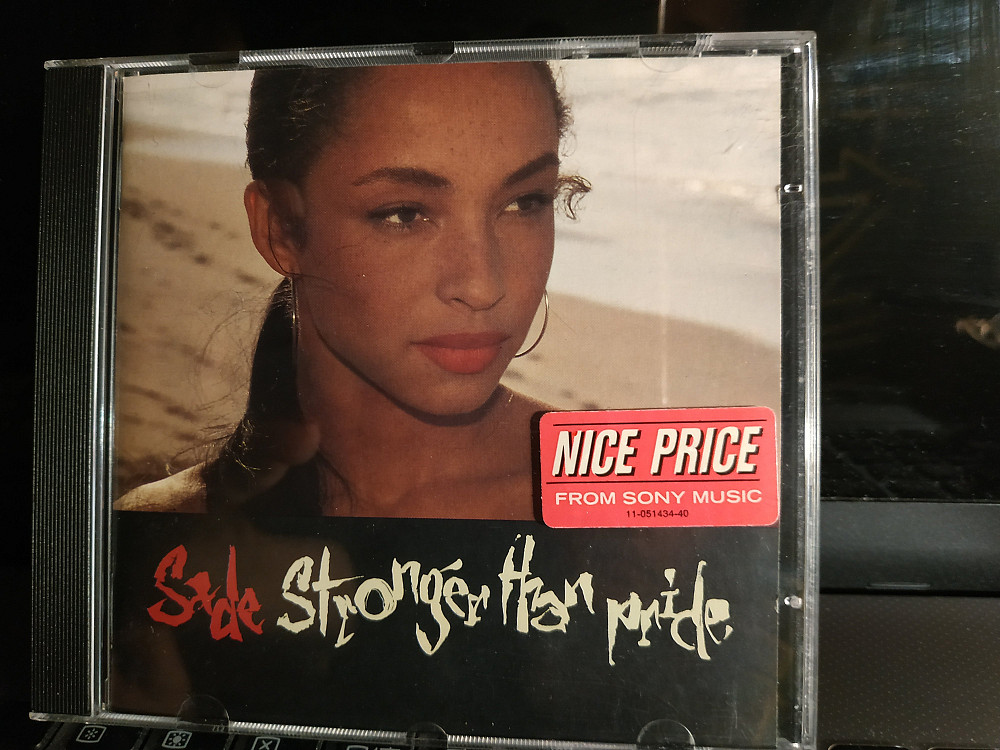 NICE PRICE
FROM SONY MUSIC
11-051434-40
Sade Stronger than pride.